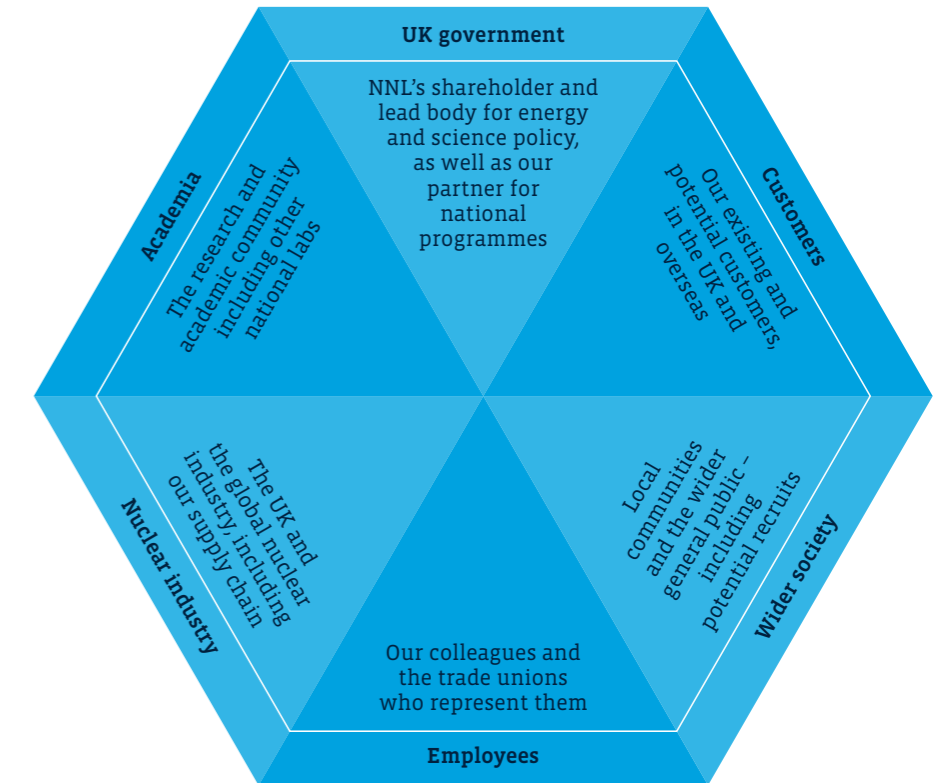 UK government
NNL's shareholder and
lead body for energy
and science policy,
as well as our
partner for
national
programmes
Customers
Our existing and
potential customers,
in the UK and
overseas
Wider society
Local
communities
and the wider
general public –
including
potential recruits
Employees
Our colleagues and
the trade unions
who represent them
Nuclear industry
The UK and
the global nuclear
industry, including
our supply chain
Academia
The research and
academic community
including other
national labs